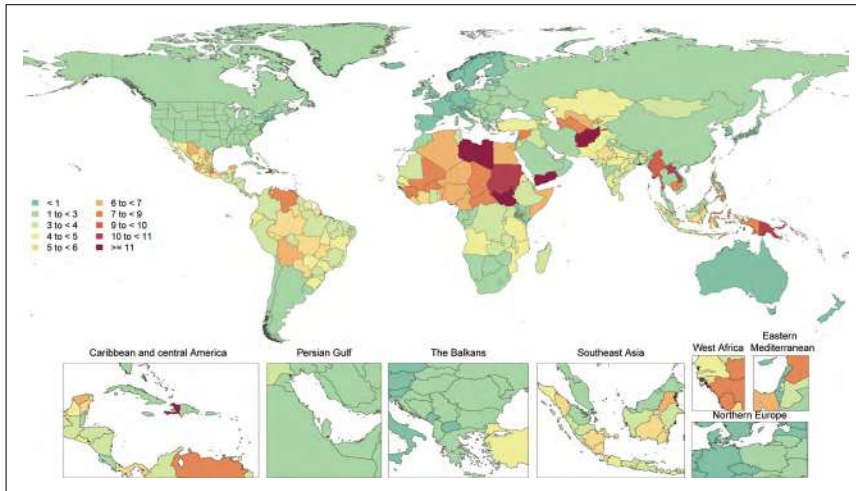 < 1
1 to < 3
3 to < 4
4 to < 5
5 to < 6
6 to < 7
7 to < 9
9 to < 10
10 to < 11
>= 11
Caribbean and central America
Persian Gulf
The Balkans
Southeast Asia
West Africa
Eastern
Mediterranean
Northern Europe